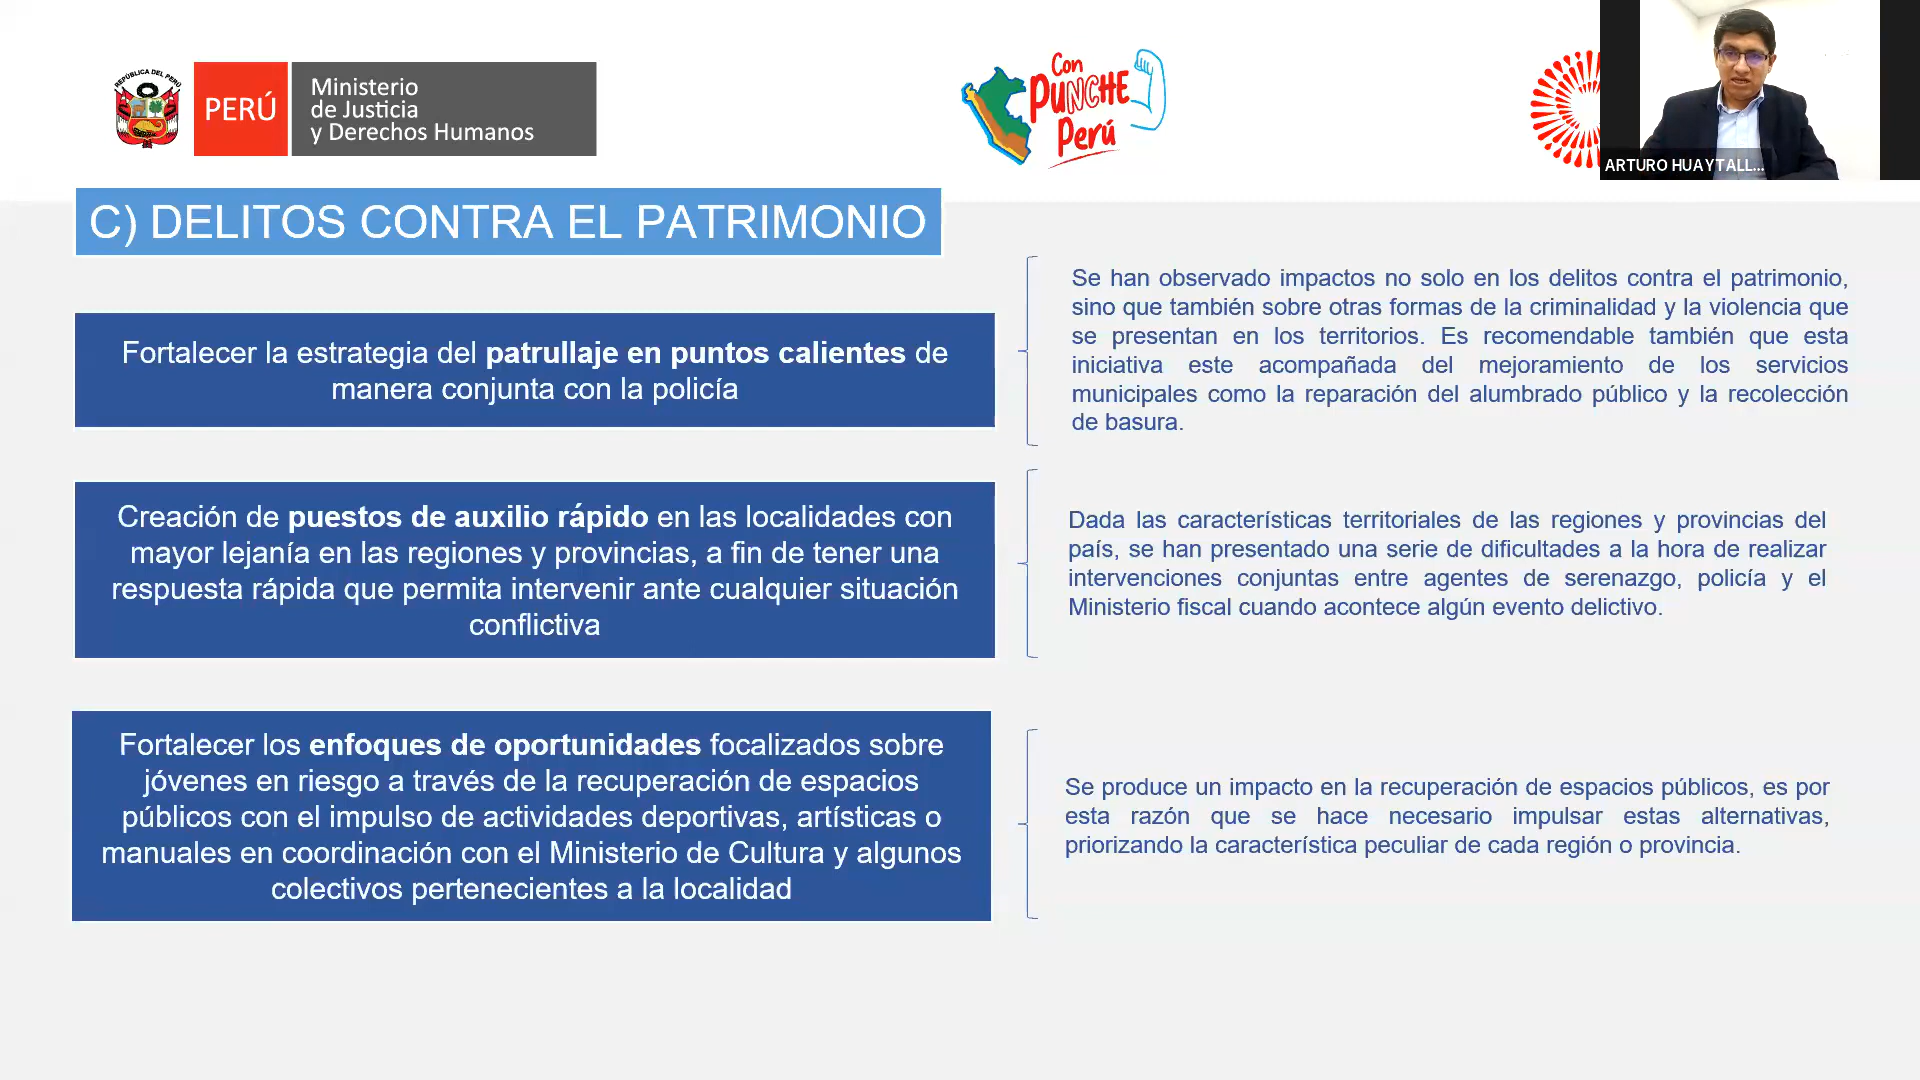 REPÚBLICA DEL PERÚ
PERÚ
Ministerio
de Justicia
y Derechos Humanos
Con
PUNCHE
Perú
ARTURO HUAYTALL...
C) DELITOS CONTRA EL PATRIMONIO
Fortalecer la estrategia del patrullaje en puntos calientes de
manera conjunta con la policía
Se han observado impactos no solo en los delitos contra el patrimonio,
sino que también sobre otras formas de la criminalidad y la violencia que
se presentan en los territorios. Es recomendable también que esta
iniciativa este acompañada del mejoramiento de los servicios
municipales como la reparación del alumbrado público y la recolección
de basura.
Creación de puestos de auxilio rápido en las localidades con
mayor lejanía en las regiones y provincias, a fin de tener una
respuesta rápida que permita intervenir ante cualquier situación
conflictiva
Dada las características territoriales de las regiones y provincias del
país, se han presentado una serie de dificultades a la hora de realizar
intervenciones conjuntas entre agentes de serenazgo, policía y el
Ministerio fiscal cuando acontece algún evento delictivo.
Fortalecer los enfoques de oportunidades focalizados sobre
jóvenes en riesgo a través de la recuperación de espacios
públicos con el impulso de actividades deportivas, artísticas o
manuales en coordinación con el Ministerio de Cultura y algunos
colectivos pertenecientes a la localidad
Se produce un impacto en la recuperación de espacios públicos, es por
esta razón que se hace necesario impulsar estas alternativas,
priorizando la característica peculiar de cada región o provincia.